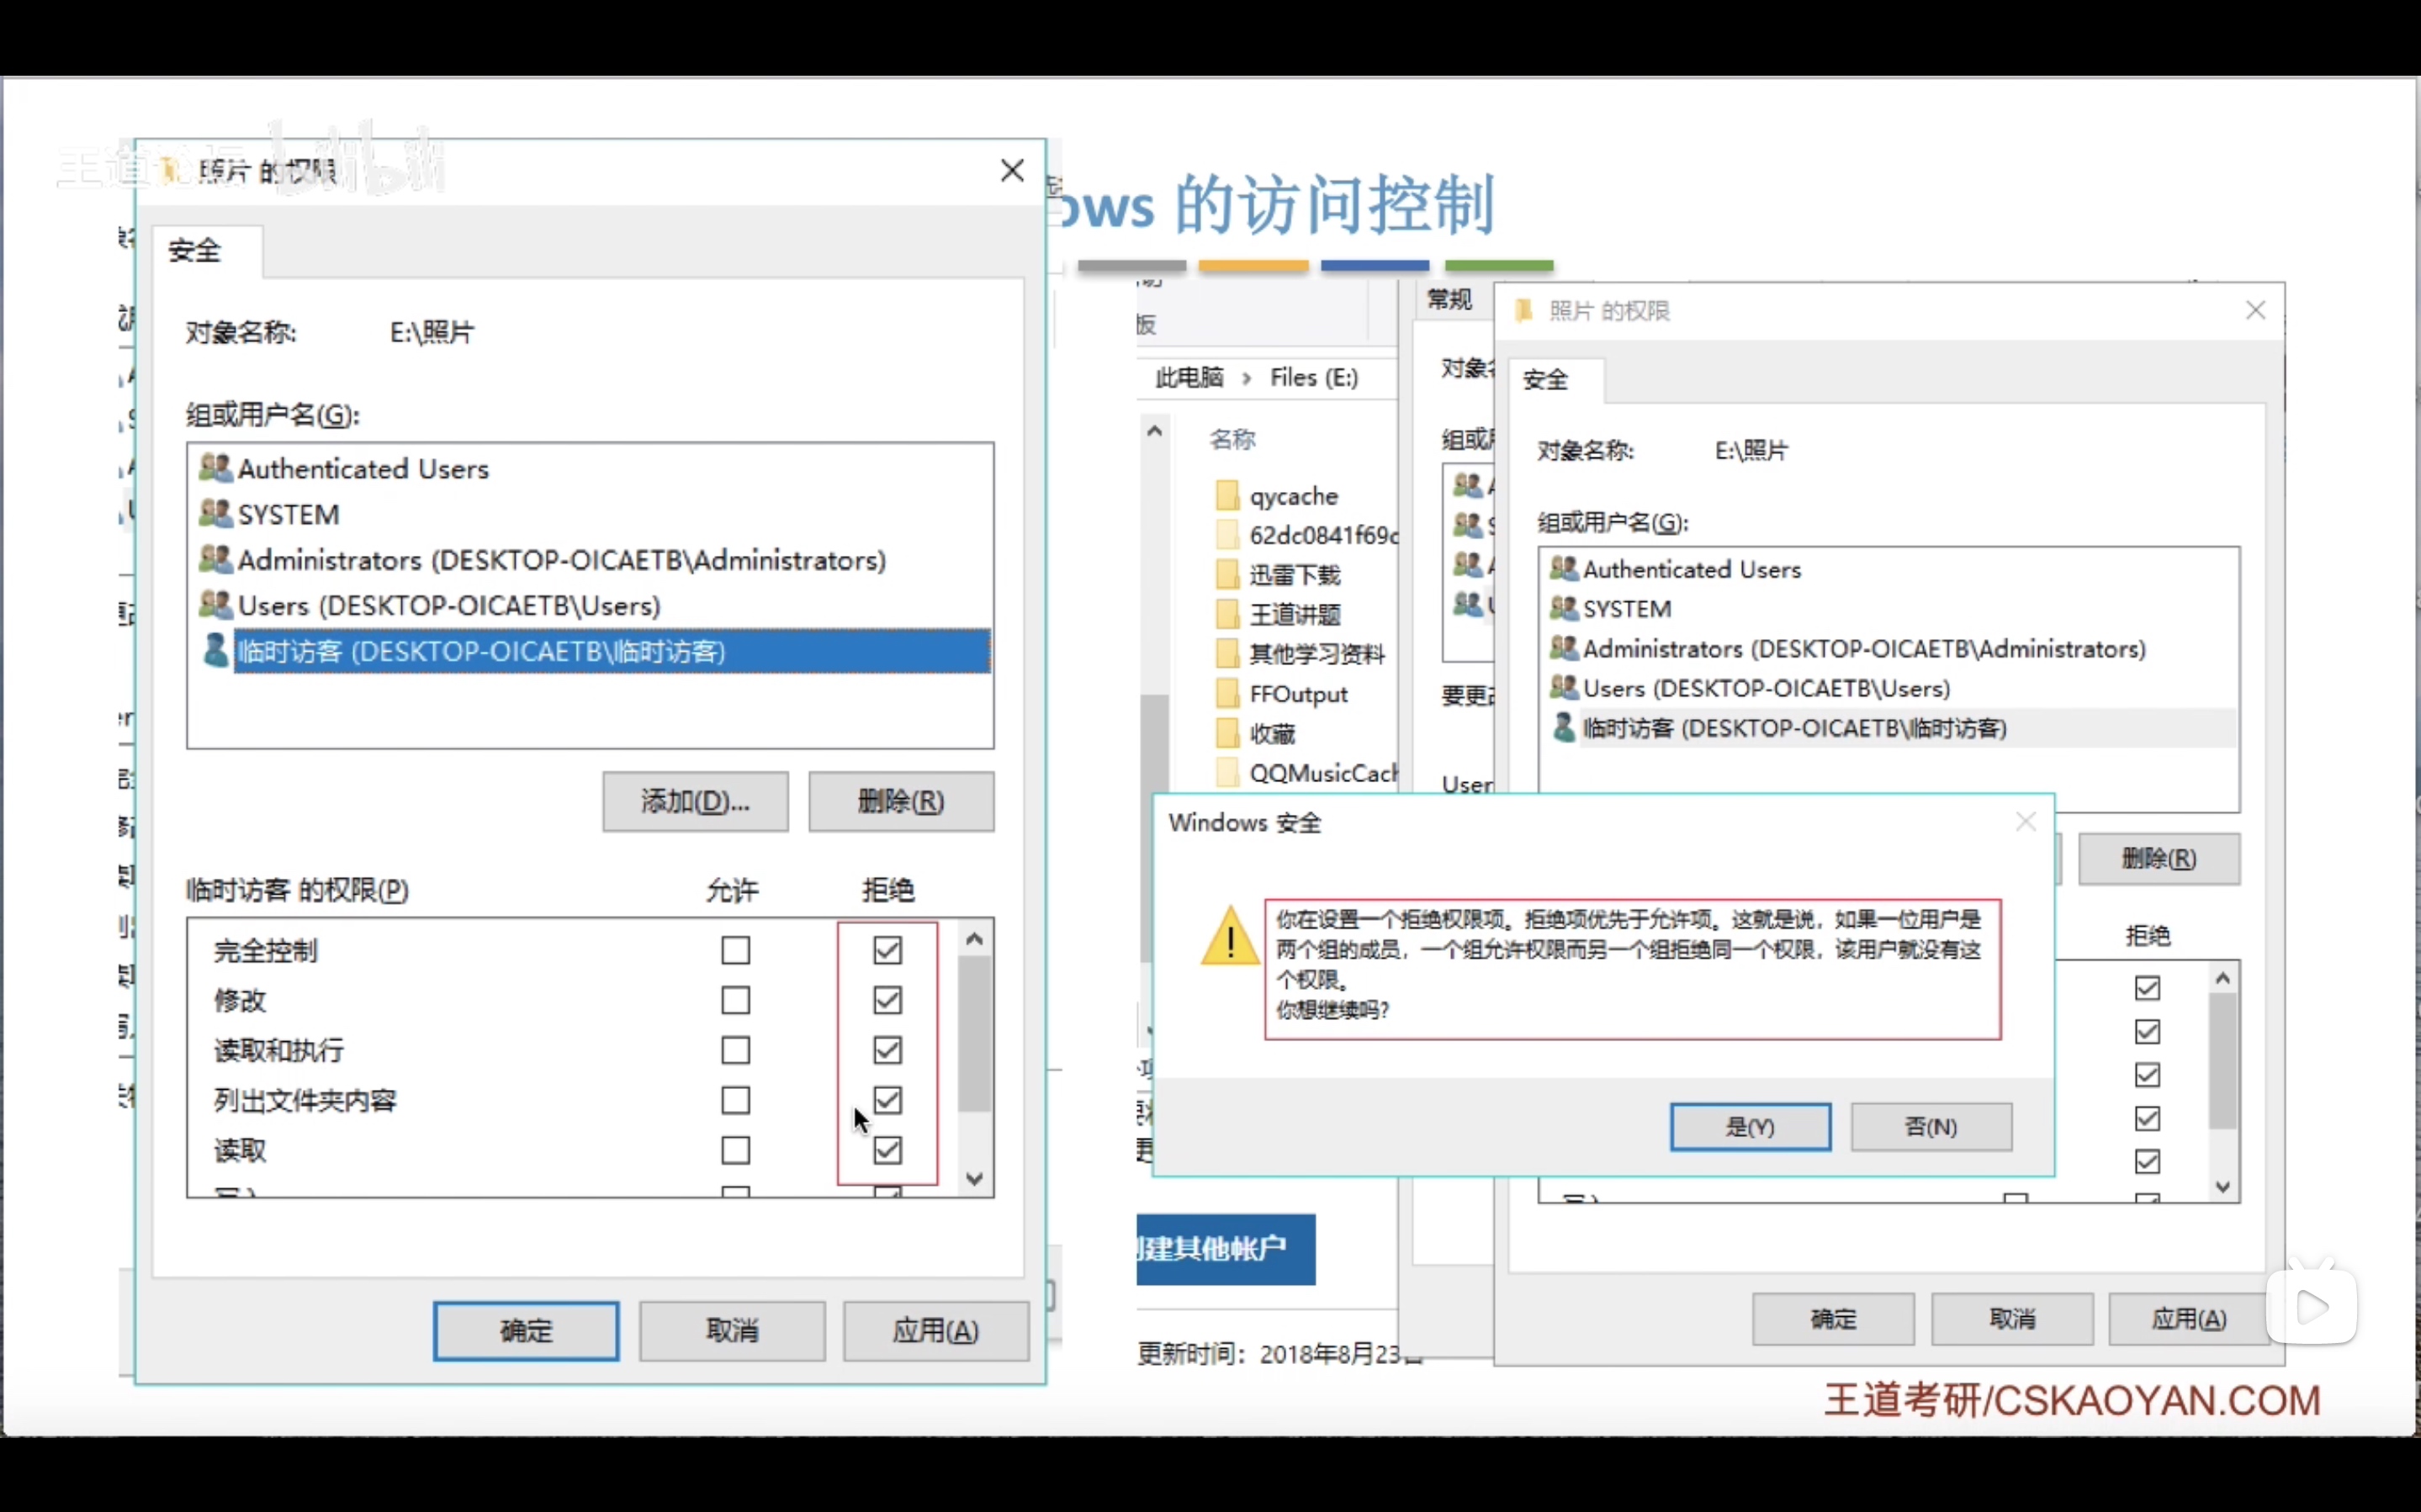 照片 的权限
安全
对象名称: E:\照片
组或用户名(G):
Authenticated Users
SYSTEM
Administrators (DESKTOP-OICAETB\Administrators)
Users (DESKTOP-OICAETB\Users)
临时访客 (DESKTOP-OICAETB\临时访客)
添加(D)... 删除(R)
临时访客 的权限(P) 允许 拒绝
完全控制
修改
读取和执行
列出文件夹内容
读取
确定 取消 应用(A)
ows 的访问控制
板
此电脑 › Files (E:)
名称
qycache
62dc0841f69c
迅雷下载
王道讲题
其他学习资料
FFOutput
收藏
QQMusicCach
常规
对象
组或
要更
User
照片 的权限
安全
对象名称: E:\照片
组或用户名(G):
Authenticated Users
SYSTEM
Administrators (DESKTOP-OICAETB\Administrators)
Users (DESKTOP-OICAETB\Users)
临时访客 (DESKTOP-OICAETB\临时访客)
删除(R)
拒绝
Windows 安全
你在设置一个拒绝权限项。拒绝项优先于允许项。这就是说，如果一位用户是
两个组的成员，一个组允许权限而另一个组拒绝同一个权限，该用户就没有这
个权限。
你想继续吗?
是(Y) 否(N)
创建其他帐户
更新时间：2018年8月23日
确定 取消 应用(A)
王道考研/CSKAOYAN.COM